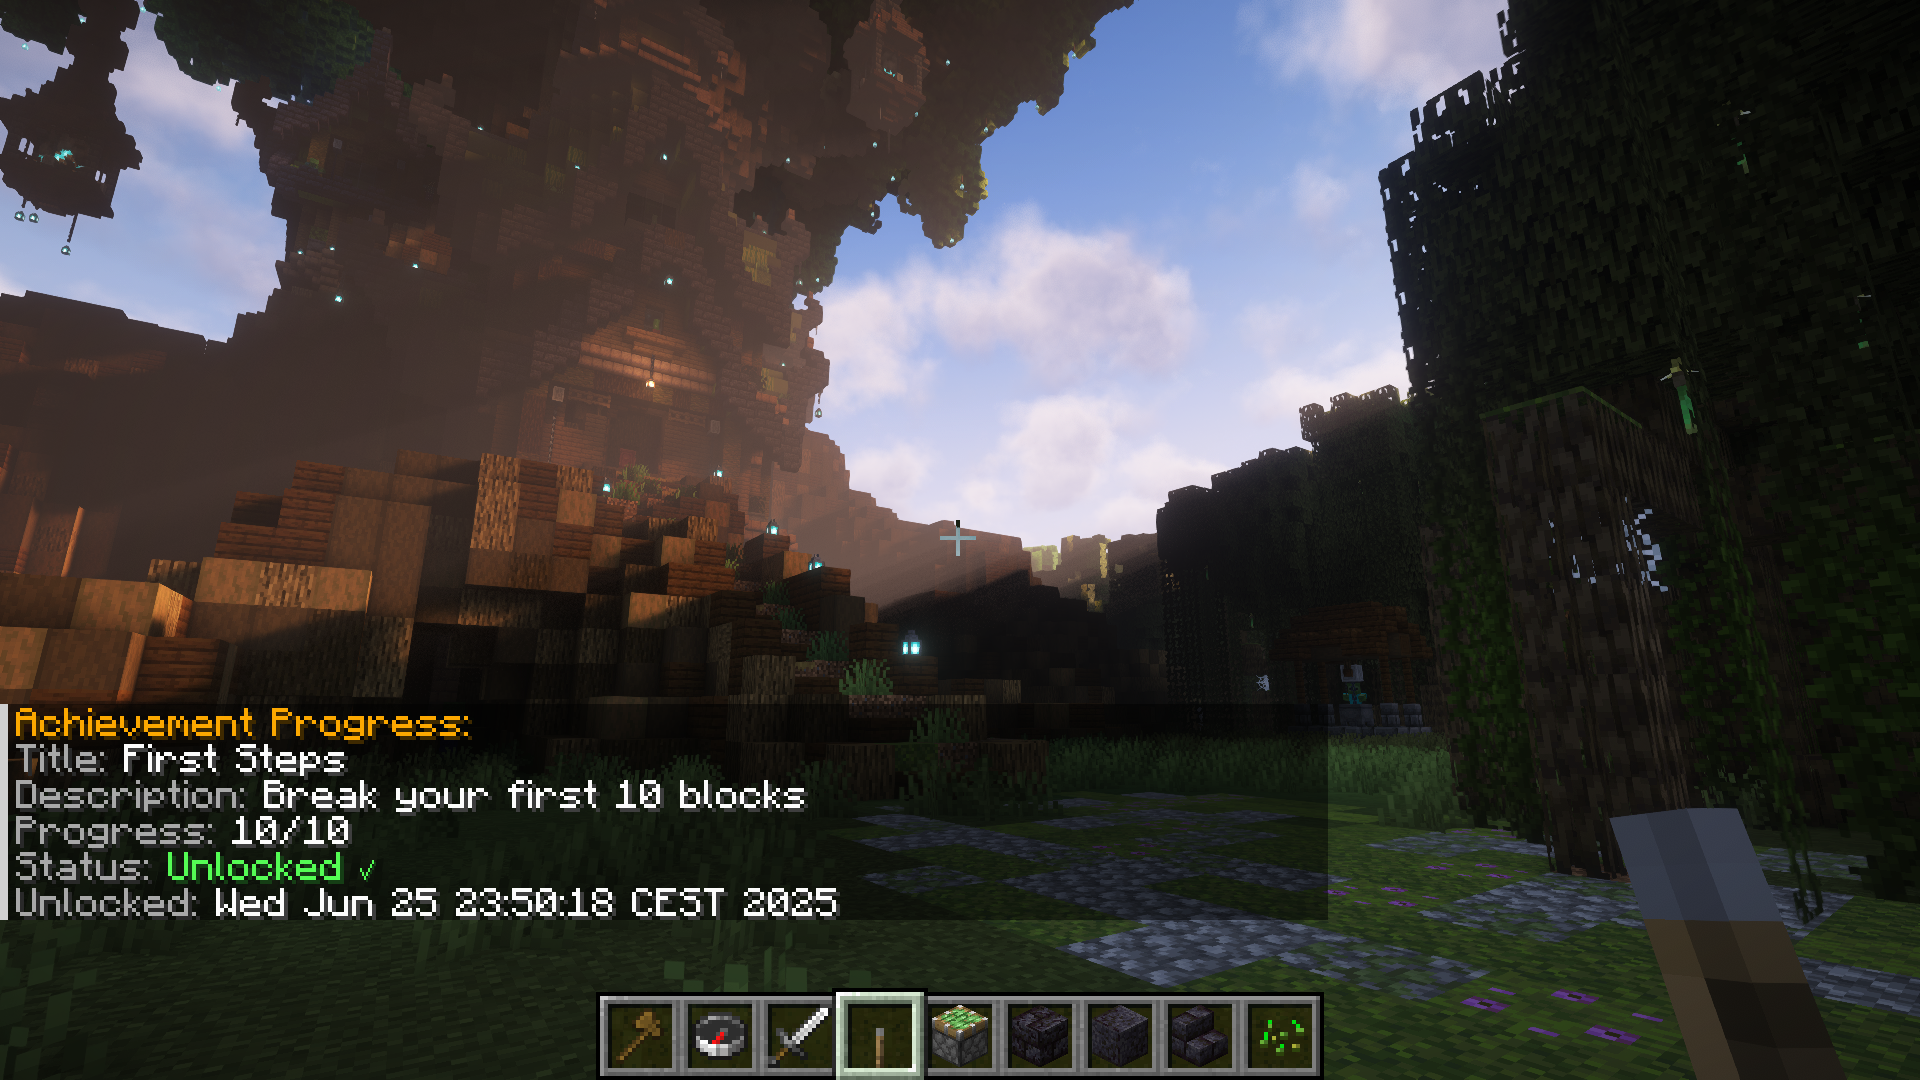 Achievement Progress:
Title: First Steps
Description: Break your first 10 blocks
Progress: 10/10
Status: Unlocked ✓
Unlocked: Wed Jun 25 23:50:18 CEST 2025